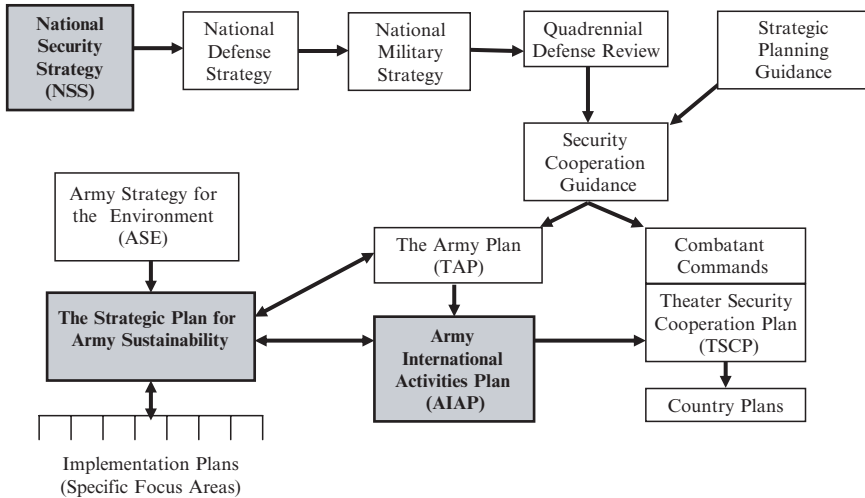 National
Security
Strategy
(NSS)
National
Defense
Strategy
National
Military
Strategy
Quadrennial
Defense Review
Strategic
Planning
Guidance
Security
Cooperation
Guidance
Army Strategy for
the Environment
(ASE)
The Army Plan
(TAP)
Combatant
Commands
The Strategic Plan for
Army Sustainability
Army
International
Activities Plan
(AIAP)
Theater Security
Cooperation Plan
(TSCP)
Country Plans
Implementation Plans
(Specific Focus Areas)